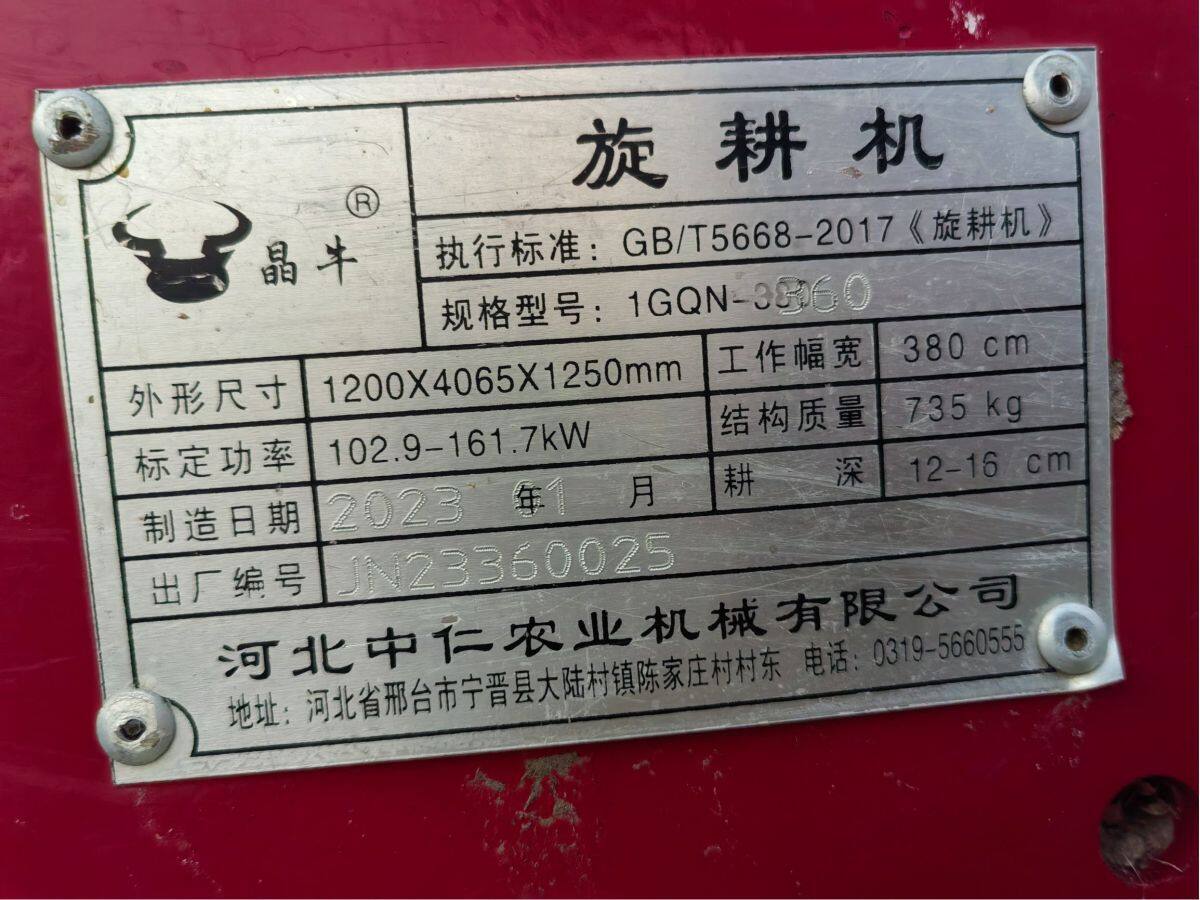 旋耕机
® 晶牛
执行标准：GB/T5668-2017《旋耕机》
规格型号：1GQN-360
外形尺寸 1200X4065X1250mm 工作幅宽 380 cm
标定功率 102.9-161.7kW 结构质量 735 kg
制造日期 2023 年 01 月 耕深 12-16 cm
出厂编号 JN23360025
河北中仁农业机械有限公司
地址：河北省邢台市宁晋县大陆村镇陈家庄村村东 电话：0319-5660555